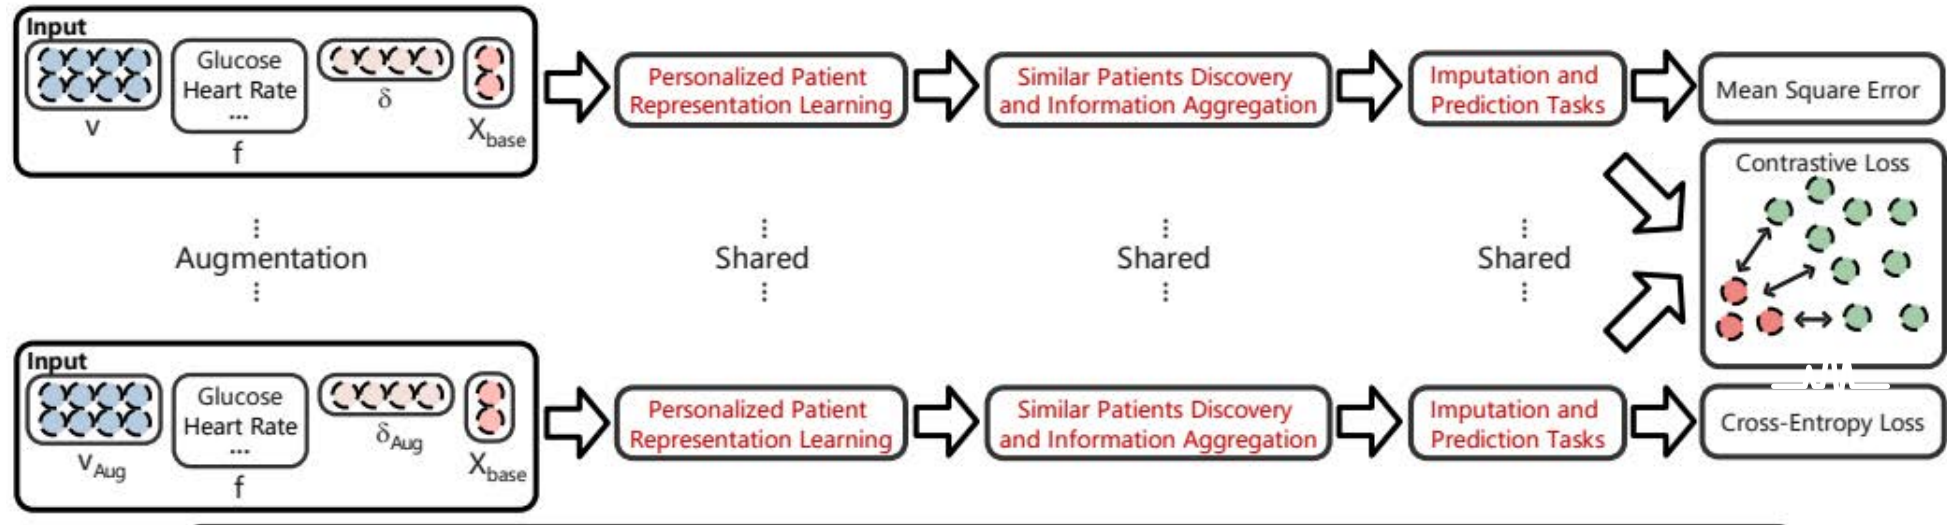 Input
Glucose
Heart Rate
...
v
f
δ
X_base
Personalized Patient
Representation Learning
Similar Patients Discovery
and Information Aggregation
Imputation and
Prediction Tasks
Mean Square Error
Contrastive Loss
Augmentation
Shared
Shared
Shared
Input
Glucose
Heart Rate
...
v_Aug
f
δ_Aug
X_base
Personalized Patient
Representation Learning
Similar Patients Discovery
and Information Aggregation
Imputation and
Prediction Tasks
Cross-Entropy Loss